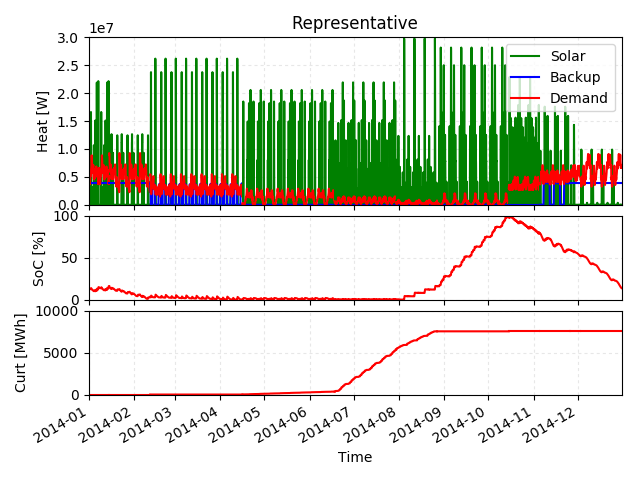 Representative
1e7
3.0
2.5
2.0
1.5
1.0
0.5
0.0
Heat [W]
Solar
Backup
Demand
100
50
0
SoC [%]
10000
5000
0
Curt [MWh]
2014-01
2014-02
2014-03
2014-04
2014-05
2014-06
2014-07
2014-08
2014-09
2014-10
2014-11
2014-12
Time